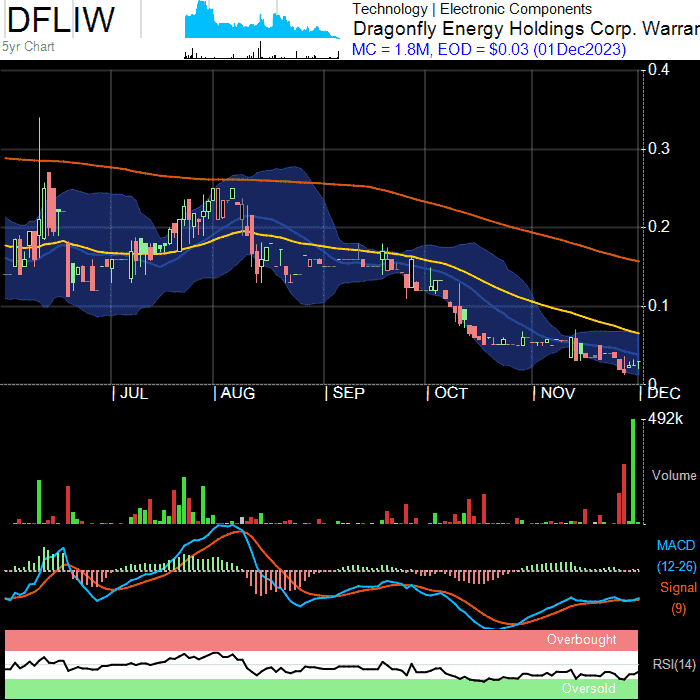 DFLIW
5yr Chart
Technology | Electronic Components
Dragonfly Energy Holdings Corp. Warran
MC = 1.8M, EOD = $0.03 (01Dec2023)
0.4
0.3
0.2
0.1
0
JUL
AUG
SEP
OCT
NOV
DEC
492k
Volume
MACD
(12-26)
Signal
(9)
Overbought
RSI(14)
Oversold